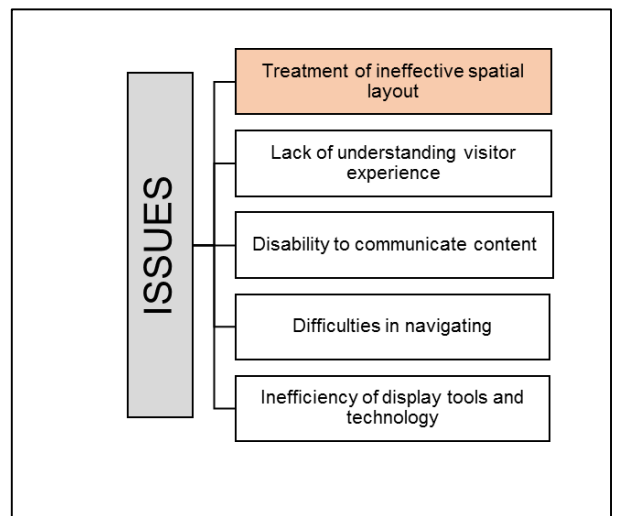 ISSUES
Treatment of ineffective spatial
layout
Lack of understanding visitor
experience
Disability to communicate content
Difficulties in navigating
Inefficiency of display tools and
technology